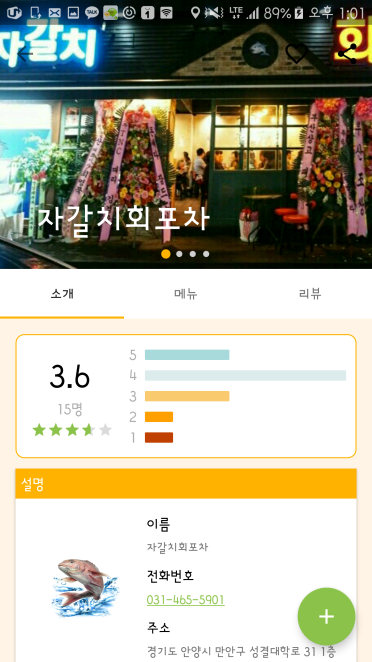 LTE 89% 오후 1:01
자갈치
회
자갈치회포차
소개
메뉴
리뷰
3.6
15명
5
4
3
2
1
설명
이름
자갈치회포차
전화번호
031-465-5901
주소
경기도 안양시 만안구 성결대학로 31 1층